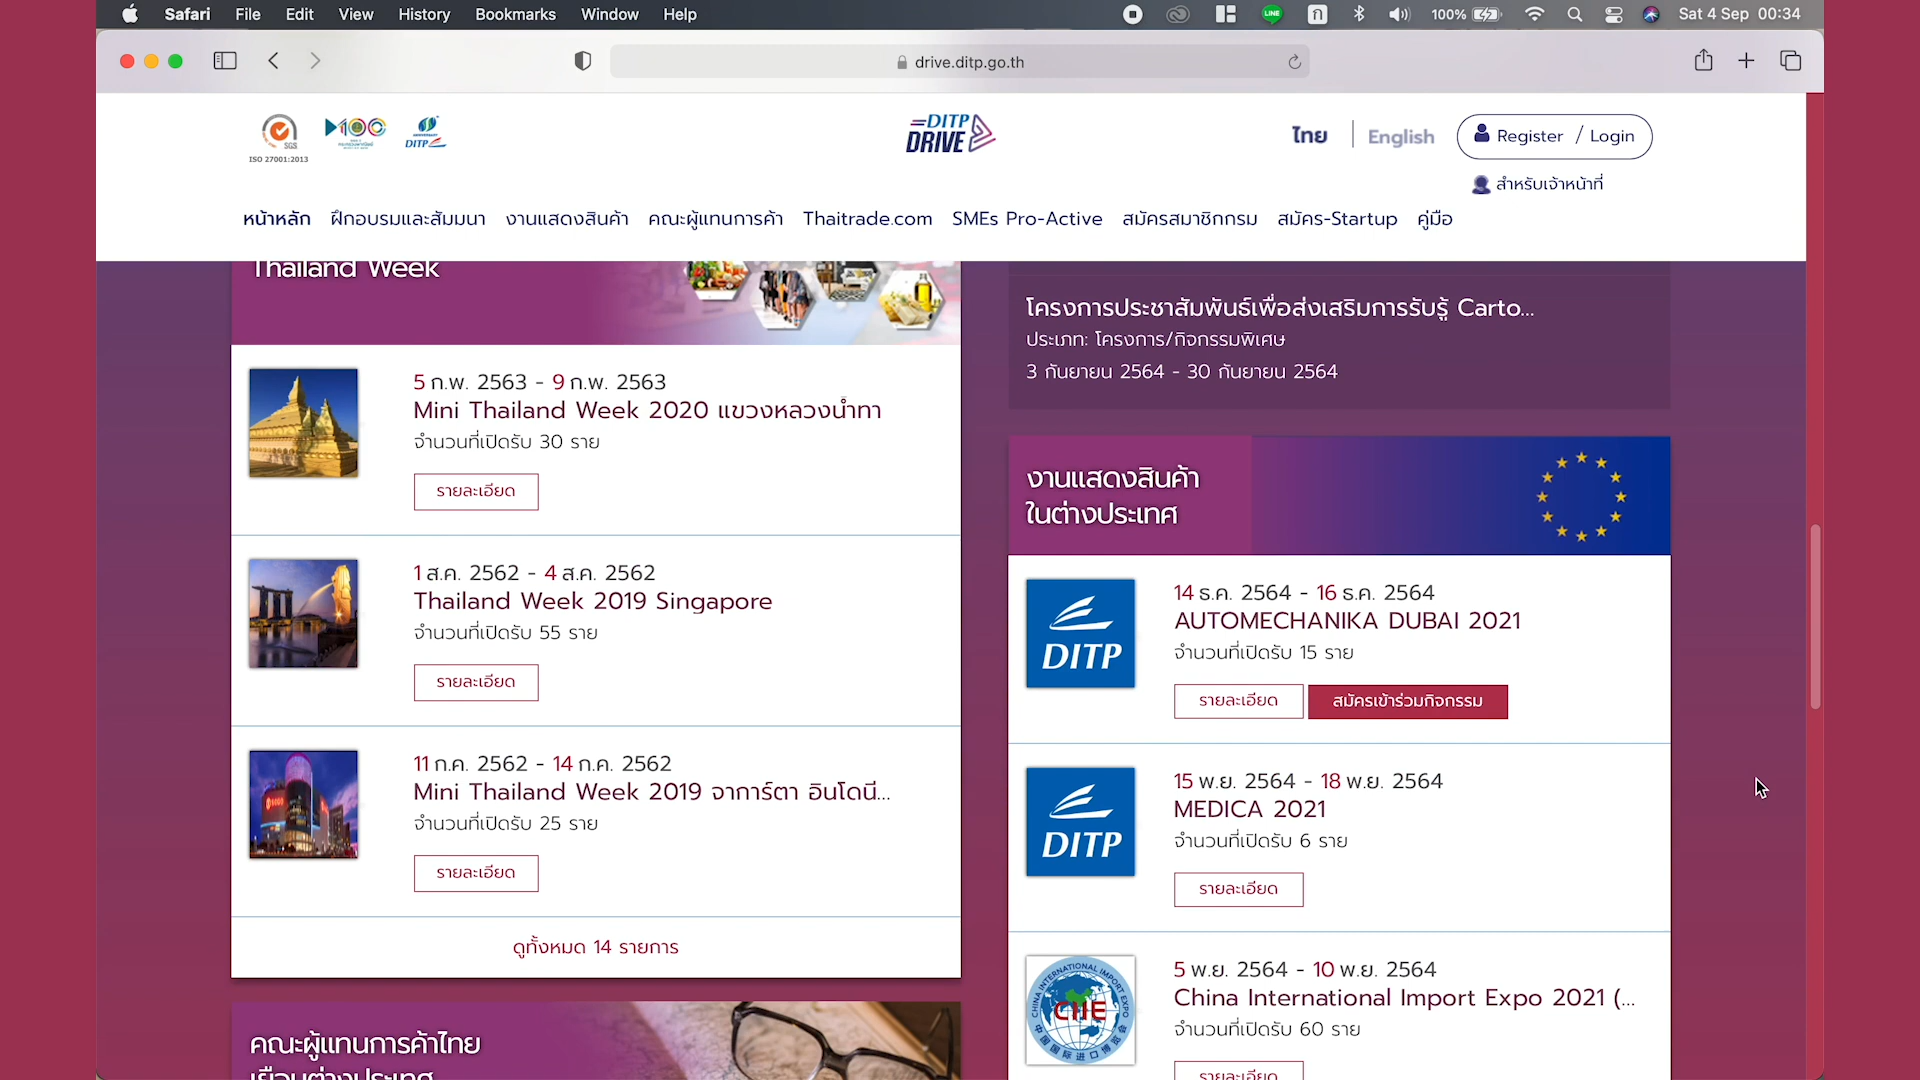 Safari File Edit View History Bookmarks Window Help
LINE ก 100% Sat 4 Sep 00:34
drive.ditp.go.th
SGS
ISO 27001:2013
100
DITP
DITP
DRIVE
ไทย English
Register / Login
สำหรับเจ้าหน้าที่
หน้าหลัก ฝึกอบรมและสัมมนา งานแสดงสินค้า คณะผู้แทนการค้า Thaitrade.com SMEs Pro-Active สมัครสมาชิกกรม สมัคร-Startup คู่มือ
Thailand Week
5 ก.พ. 2563 - 9 ก.พ. 2563
Mini Thailand Week 2020 แขวงหลวงน้ำทา
จำนวนที่เปิดรับ 30 ราย
รายละเอียด
1 ส.ค. 2562 - 4 ส.ค. 2562
Thailand Week 2019 Singapore
จำนวนที่เปิดรับ 55 ราย
รายละเอียด
11 ก.ค. 2562 - 14 ก.ค. 2562
Mini Thailand Week 2019 จาการ์ตา อินโดนี...
จำนวนที่เปิดรับ 25 ราย
รายละเอียด
ดูทั้งหมด 14 รายการ
คณะผู้แทนการค้าไทย
เยือนต่างประเทศ
โครงการประชาสัมพันธ์เพื่อส่งเสริมการรับรู้ Carto...
ประเภท: โครงการ/กิจกรรมพิเศษ
3 กันยายน 2564 - 30 กันยายน 2564
งานแสดงสินค้า
ในต่างประเทศ
DITP
14 ธ.ค. 2564 - 16 ธ.ค. 2564
AUTOMECHANIKA DUBAI 2021
จำนวนที่เปิดรับ 15 ราย
รายละเอียด สมัครเข้าร่วมกิจกรรม
DITP
15 พ.ย. 2564 - 18 พ.ย. 2564
MEDICA 2021
จำนวนที่เปิดรับ 6 ราย
รายละเอียด
CHINA INTERNATIONAL IMPORT EXPO
CIIE
中国国际进口博览会
5 พ.ย. 2564 - 10 พ.ย. 2564
China International Import Expo 2021 (...
จำนวนที่เปิดรับ 60 ราย
รายละเอียด